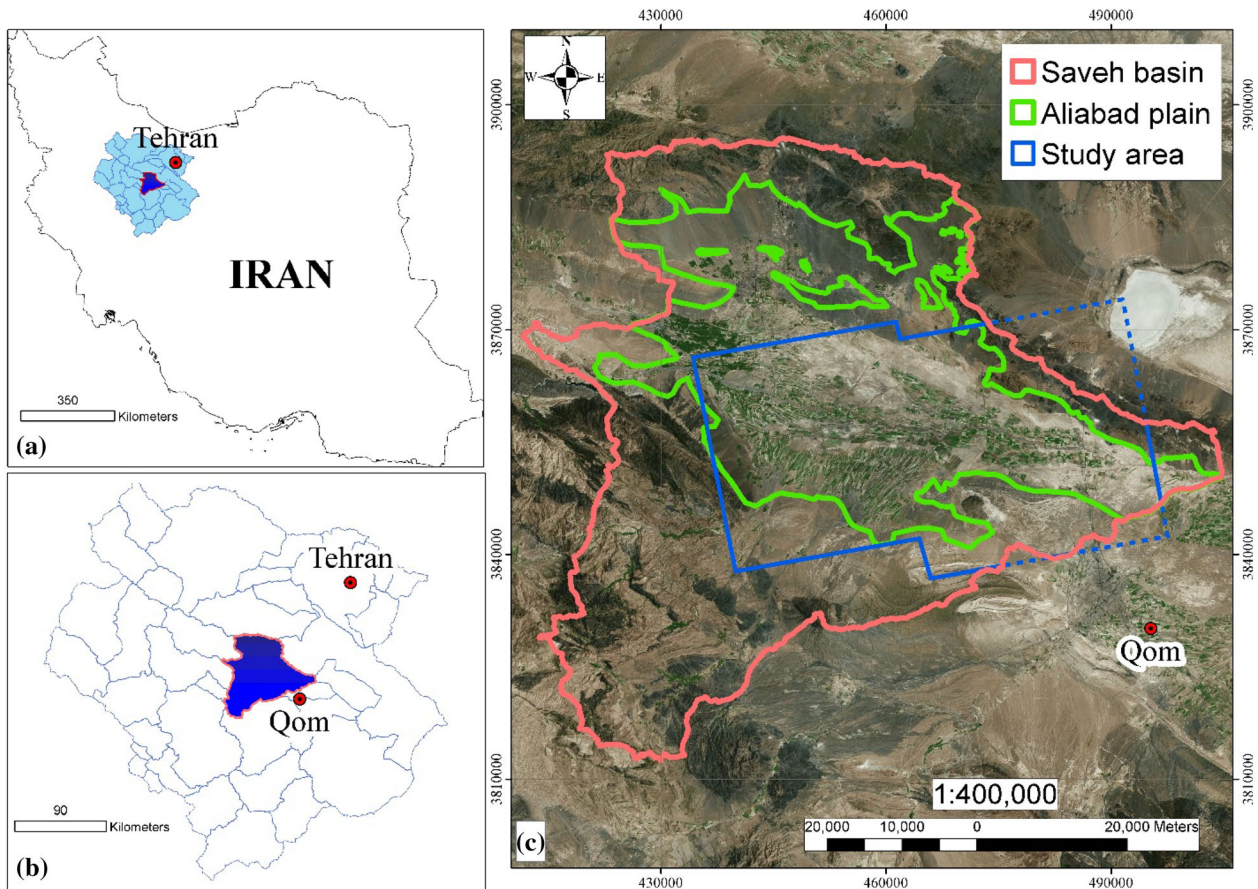 Tehran
IRAN
350
Kilometers
(a)
Tehran
Qom
90
Kilometers
(b)
430000
460000
490000
N
W
E
S
Saveh basin
Aliabad plain
Study area
3900000
3900000
3870000
3870000
3840000
3840000
3810000
3810000
Qom
1:400,000
20,000
10,000
0
20,000 Meters
(c)
430000
460000
490000